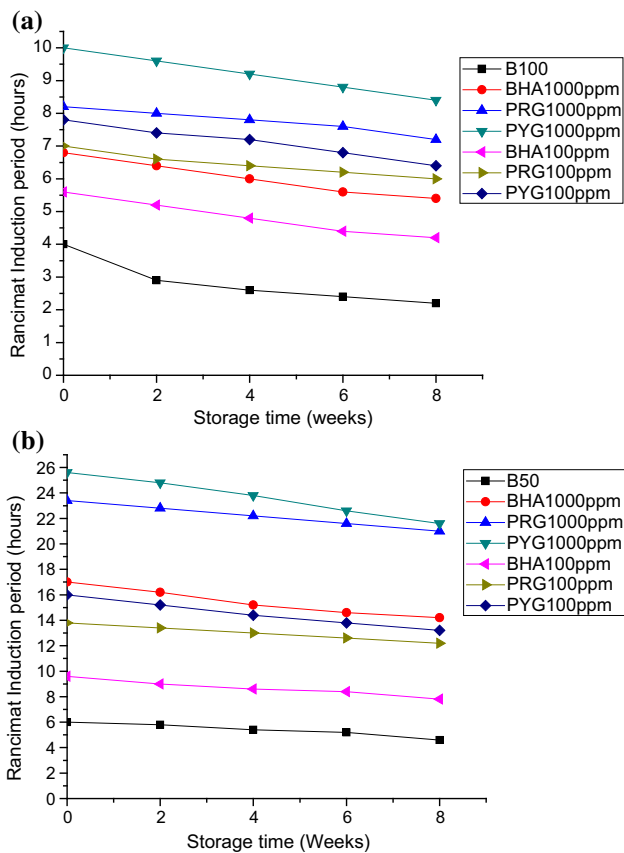 (a)
10
9
8
7
6
5
4
3
2
1
0
Rancimat Induction period (hours)
0 2 4 6 8
Storage time (weeks)
B100
BHA1000ppm
PRG1000ppm
PYG1000ppm
BHA100ppm
PRG100ppm
PYG100ppm
(b)
26
24
22
20
18
16
14
12
10
8
6
4
2
0
Rancimat Induction period (hours)
0 2 4 6 8
Storage time (Weeks)
B50
BHA1000ppm
PRG1000ppm
PYG1000ppm
BHA100ppm
PRG100ppm
PYG100ppm